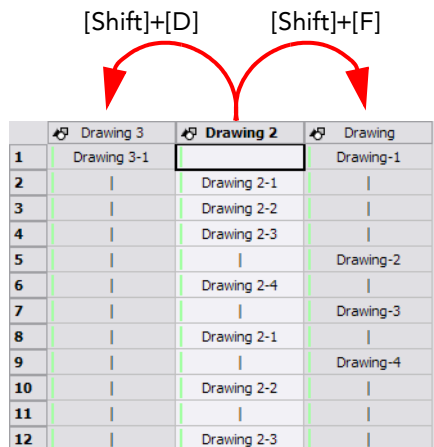 [Shift]+[D] [Shift]+[F]
Drawing 3 Drawing 2 Drawing
1 Drawing 3-1 Drawing-1
2 | Drawing 2-1 |
3 | Drawing 2-2 |
4 | Drawing 2-3 |
5 | | Drawing-2
6 | Drawing 2-4 |
7 | | Drawing-3
8 | Drawing 2-1 |
9 | | Drawing-4
10 | Drawing 2-2 |
11 | | |
12 | Drawing 2-3 |